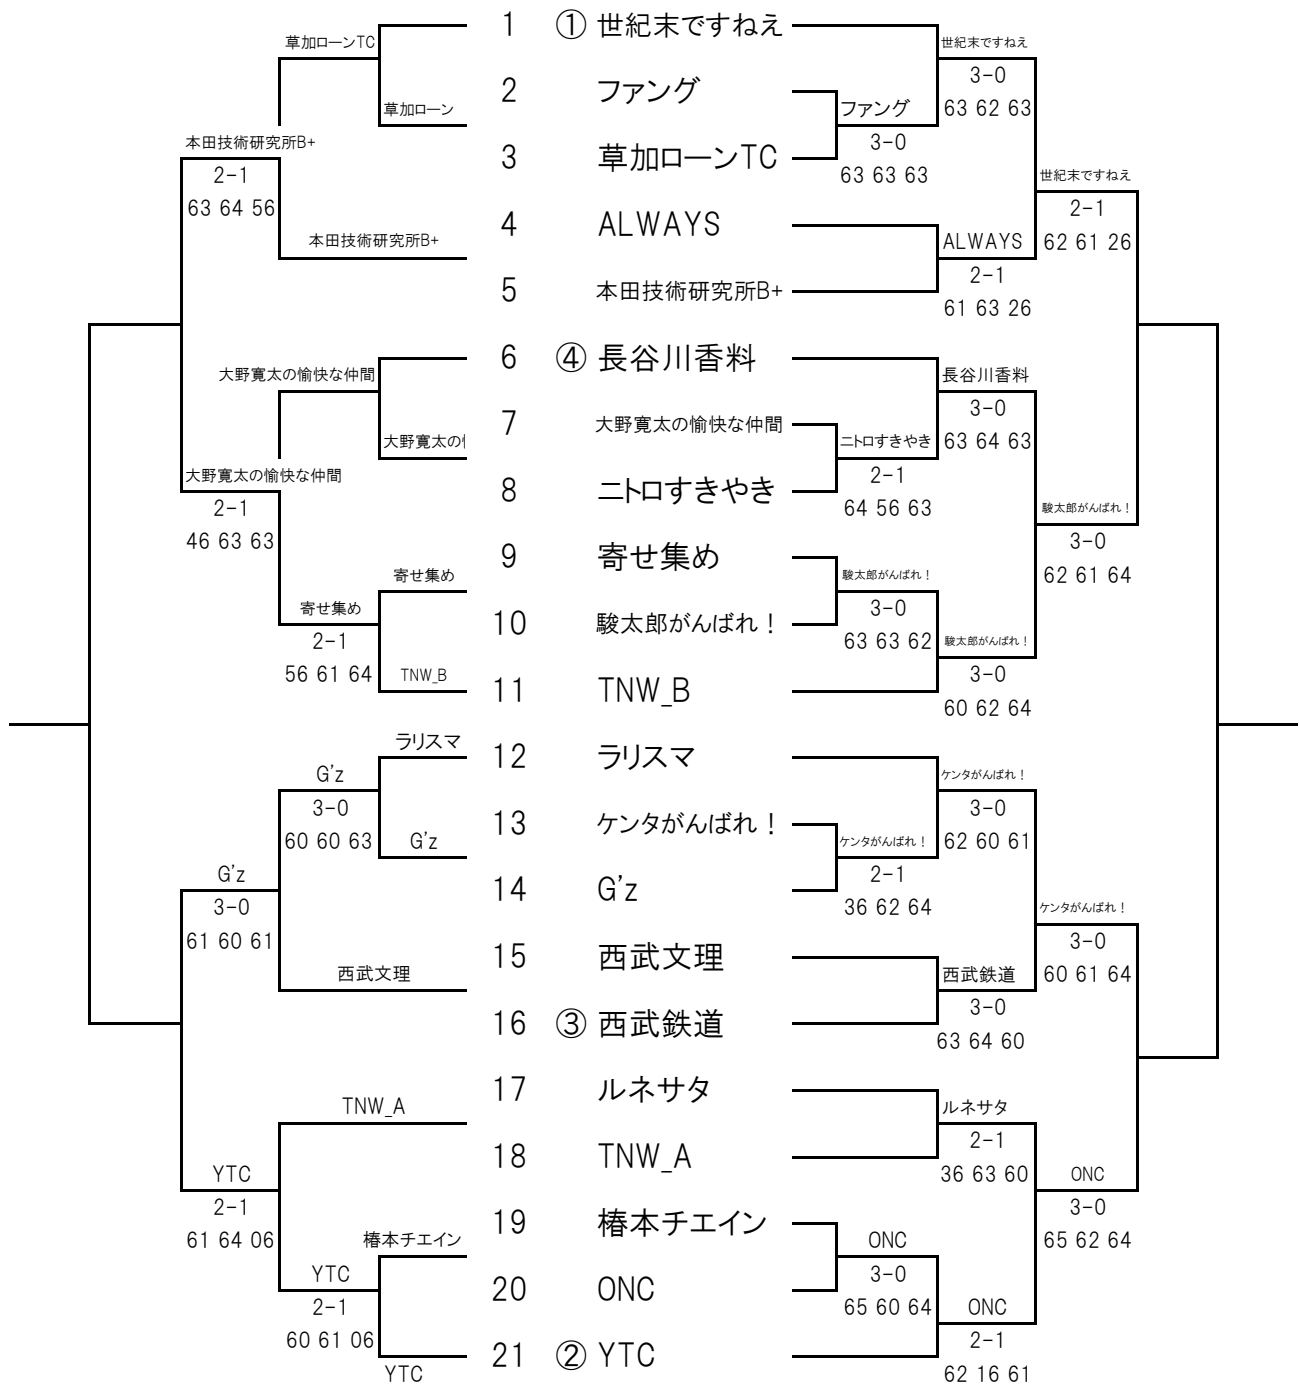 1 ① 世紀末ですねえ
草加ローンTC
世紀末ですねえ
3-0
2 ファング
草加ローン
ファング
63 62 63
本田技術研究所B+
3-0
3 草加ローンTC
2-1
63 63 63
世紀末ですねえ
63 64 56
2-1
4 ALWAYS
本田技術研究所B+
ALWAYS
62 61 26
2-1
5 本田技術研究所B+
61 63 26
6 ④ 長谷川香料
大野寛太の愉快な仲間
長谷川香料
3-0
7 大野寛太の愉快な仲間
大野寛太の
ニトロすきやき
63 64 63
大野寛太の愉快な仲間
2-1
8 ニトロすきやき
2-1
64 56 63
駿太郎がんばれ!
46 63 63
3-0
9 寄せ集め
寄せ集め
駿太郎がんばれ!
62 61 64
寄せ集め
3-0
10 駿太郎がんばれ!
2-1
63 63 62
駿太郎がんばれ!
56 61 64
TNW_B
3-0
11 TNW_B
60 62 64
ラリスマ
12 ラリスマ
G'z
ケンタがんばれ!
3-0
3-0
13 ケンタがんばれ!
60 60 63
G'z
ケンタがんばれ!
62 60 61
G'z
2-1
14 G'z
3-0
36 62 64
ケンタがんばれ!
61 60 61
3-0
15 西武文理
西武文理
西武鉄道
60 61 64
3-0
16 ③ 西武鉄道
63 64 60
17 ルネサタ
TNW_A
ルネサタ
2-1
18 TNW_A
36 63 60
YTC
ONC
2-1
3-0
19 椿本チエイン
61 64 06
椿本チエイン
ONC
65 62 64
YTC
3-0
20 ONC
2-1
65 60 64
ONC
60 61 06
2-1
21 ② YTC
YTC
62 16 61